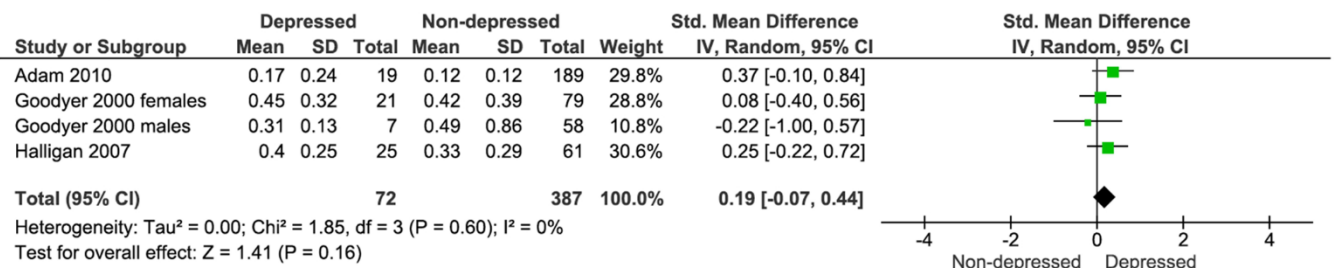 Depressed Non-depressed Std. Mean Difference Std. Mean Difference
Study or Subgroup Mean SD Total Mean SD Total Weight IV, Random, 95% CI IV, Random, 95% CI
Adam 2010 0.17 0.24 19 0.12 0.12 189 29.8% 0.37 [-0.10, 0.84]
Goodyer 2000 females 0.45 0.32 21 0.42 0.39 79 28.8% 0.08 [-0.40, 0.56]
Goodyer 2000 males 0.31 0.13 7 0.49 0.86 58 10.8% -0.22 [-1.00, 0.57]
Halligan 2007 0.4 0.25 25 0.33 0.29 61 30.6% 0.25 [-0.22, 0.72]
Total (95% CI) 72 387 100.0% 0.19 [-0.07, 0.44]
Heterogeneity: Tau² = 0.00; Chi² = 1.85, df = 3 (P = 0.60); I² = 0%
Test for overall effect: Z = 1.41 (P = 0.16)
-4 -2 0 2 4
Non-depressed Depressed